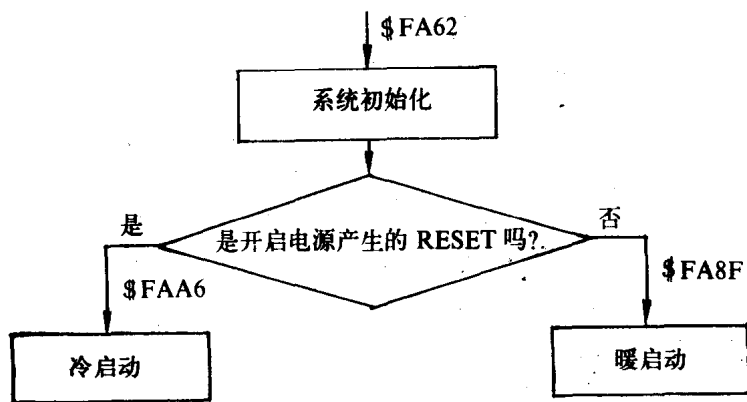 $FA62
系统初始化
是
否
是开启电源产生的 RESET 吗?
$FAA6
$FA8F
冷启动
暖启动